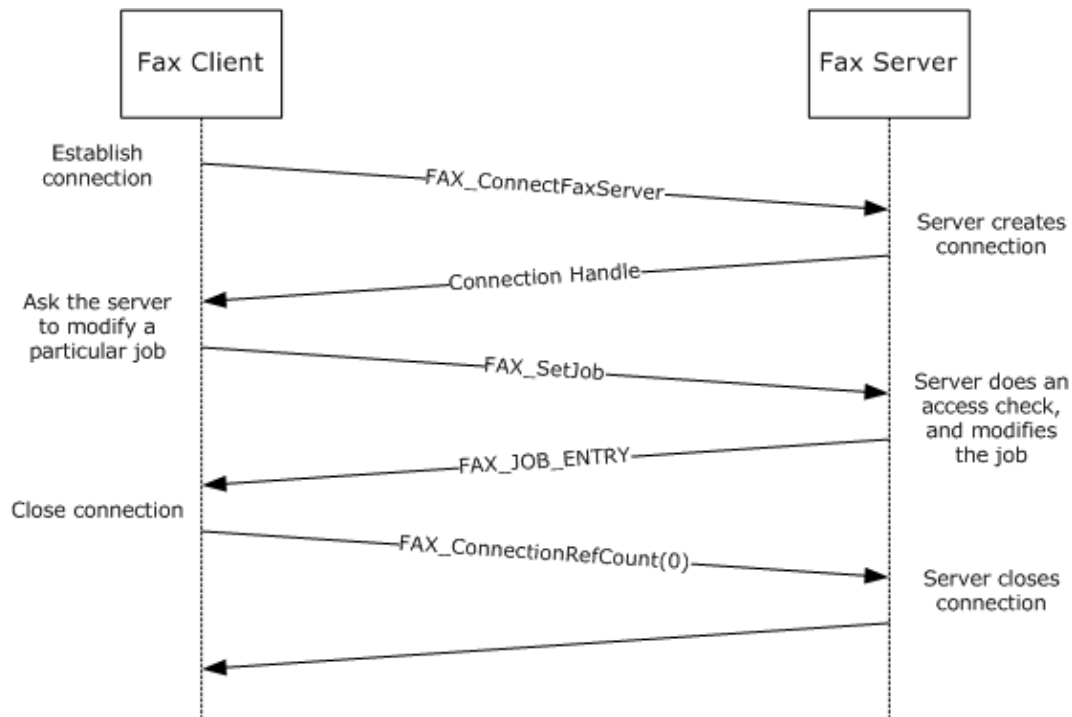 Fax Client
Fax Server
Establish
connection
FAX_ConnectFaxServer
Server creates
connection
Connection Handle
Ask the server
to modify a
particular job
FAX_SetJob
Server does an
access check,
and modifies
the job
FAX_JOB_ENTRY
Close connection
FAX_ConnectionRefCount(0)
Server closes
connection